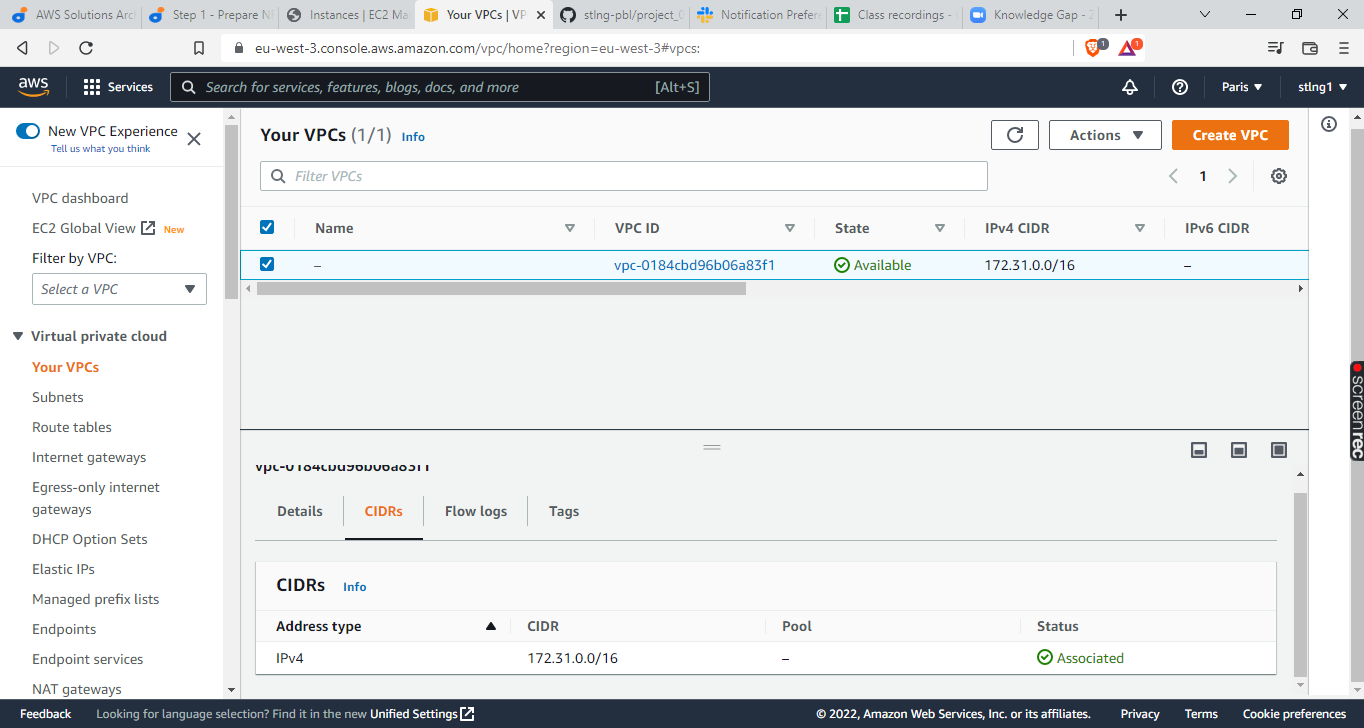 AWS Solutions Arc
Step 1 - Prepare NF
Instances | EC2 Ma
Your VPCs | VP
stlng-pbl/project_0
Notification Prefere
Class recordings -
Knowledge Gap - Z
eu-west-3.console.aws.amazon.com/vpc/home?region=eu-west-3#vpcs:
1
1
aws
Services
Search for services, features, blogs, docs, and more
[Alt+S]
Paris
stlng1
New VPC Experience
Tell us what you think
VPC dashboard
EC2 Global View New
Filter by VPC:
Select a VPC
Virtual private cloud
Your VPCs
Subnets
Route tables
Internet gateways
Egress-only internet
gateways
DHCP Option Sets
Elastic IPs
Managed prefix lists
Endpoints
Endpoint services
NAT gateways
Your VPCs (1/1) Info
Actions
Create VPC
Filter VPCs
1
Name VPC ID State IPv4 CIDR IPv6 CIDR
– vpc-0184cbd96b06a83f1 Available 172.31.0.0/16 –
vpc-0184cbd96b06a83f1
Details CIDRs Flow logs Tags
CIDRs Info
Address type CIDR Pool Status
IPv4 172.31.0.0/16 – Associated
screenrec
Feedback Looking for language selection? Find it in the new Unified Settings
© 2022, Amazon Web Services, Inc. or its affiliates. Privacy Terms Cookie preferences